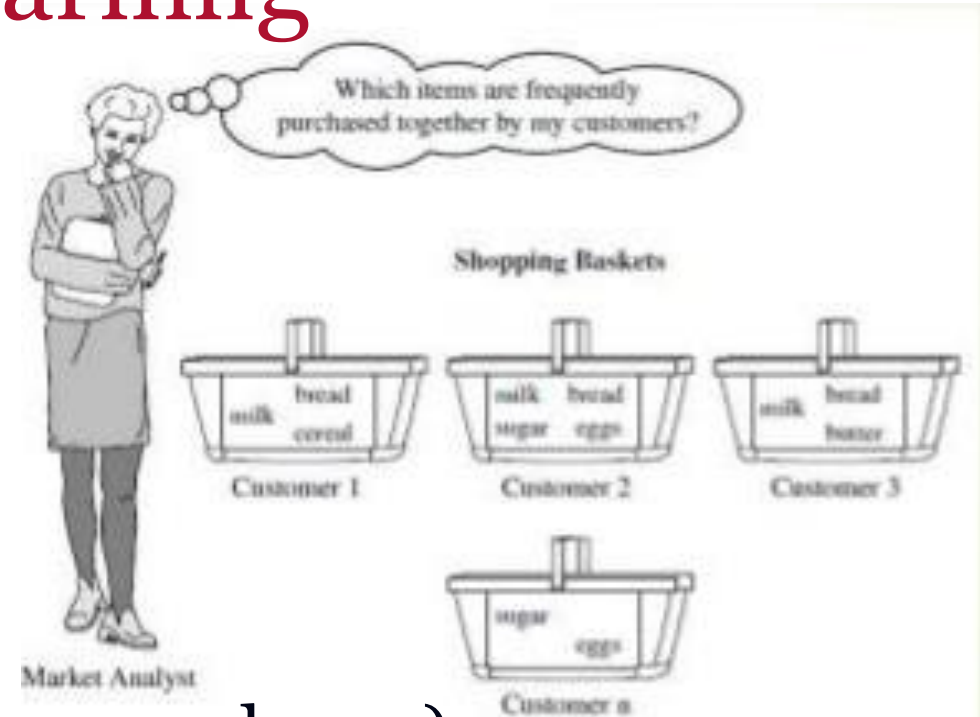 arning
Which items are frequently
purchased together by my customers?
Shopping Baskets
bread
milk
cereal
milk bread
sugar eggs
bread
milk
butter
Customer 1 Customer 2 Customer 3
sugar
eggs
Market Analyst
Customer n